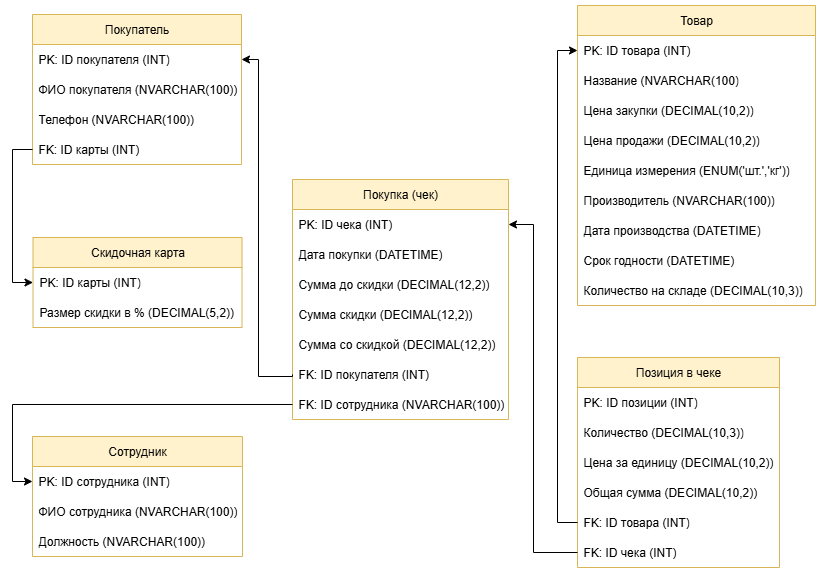 Покупатель
PK: ID покупателя (INT)
ФИО покупателя (NVARCHAR(100))
Телефон (NVARCHAR(100))
FK: ID карты (INT)
Скидочная карта
PK: ID карты (INT)
Размер скидки в % (DECIMAL(5,2))
Сотрудник
PK: ID сотрудника (INT)
ФИО сотрудника (NVARCHAR(100))
Должность (NVARCHAR(100))
Покупка (чек)
PK: ID чека (INT)
Дата покупки (DATETIME)
Сумма до скидки (DECIMAL(12,2))
Сумма скидки (DECIMAL(12,2))
Сумма со скидкой (DECIMAL(12,2))
FK: ID покупателя (INT)
FK: ID сотрудника (NVARCHAR(100))
Товар
PK: ID товара (INT)
Название (NVARCHAR(100)
Цена закупки (DECIMAL(10,2))
Цена продажи (DECIMAL(10,2))
Единица измерения (ENUM('шт.','кг'))
Производитель (NVARCHAR(100))
Дата производства (DATETIME)
Срок годности (DATETIME)
Количество на складе (DECIMAL(10,3))
Позиция в чеке
PK: ID позиции (INT)
Количество (DECIMAL(10,3))
Цена за единицу (DECIMAL(10,2))
Общая сумма (DECIMAL(10,2))
FK: ID товара (INT)
FK: ID чека (INT)